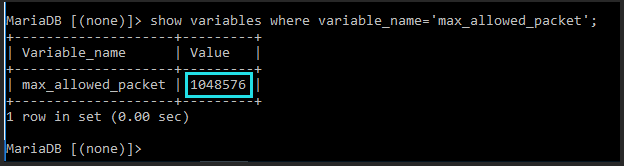 MariaDB [(none)]> show variables where variable_name='max_allowed_packet';
+--------------------+---------+
| Variable_name      | Value   |
+--------------------+---------+
| max_allowed_packet | 1048576 |
+--------------------+---------+
1 row in set (0.00 sec)
MariaDB [(none)]>